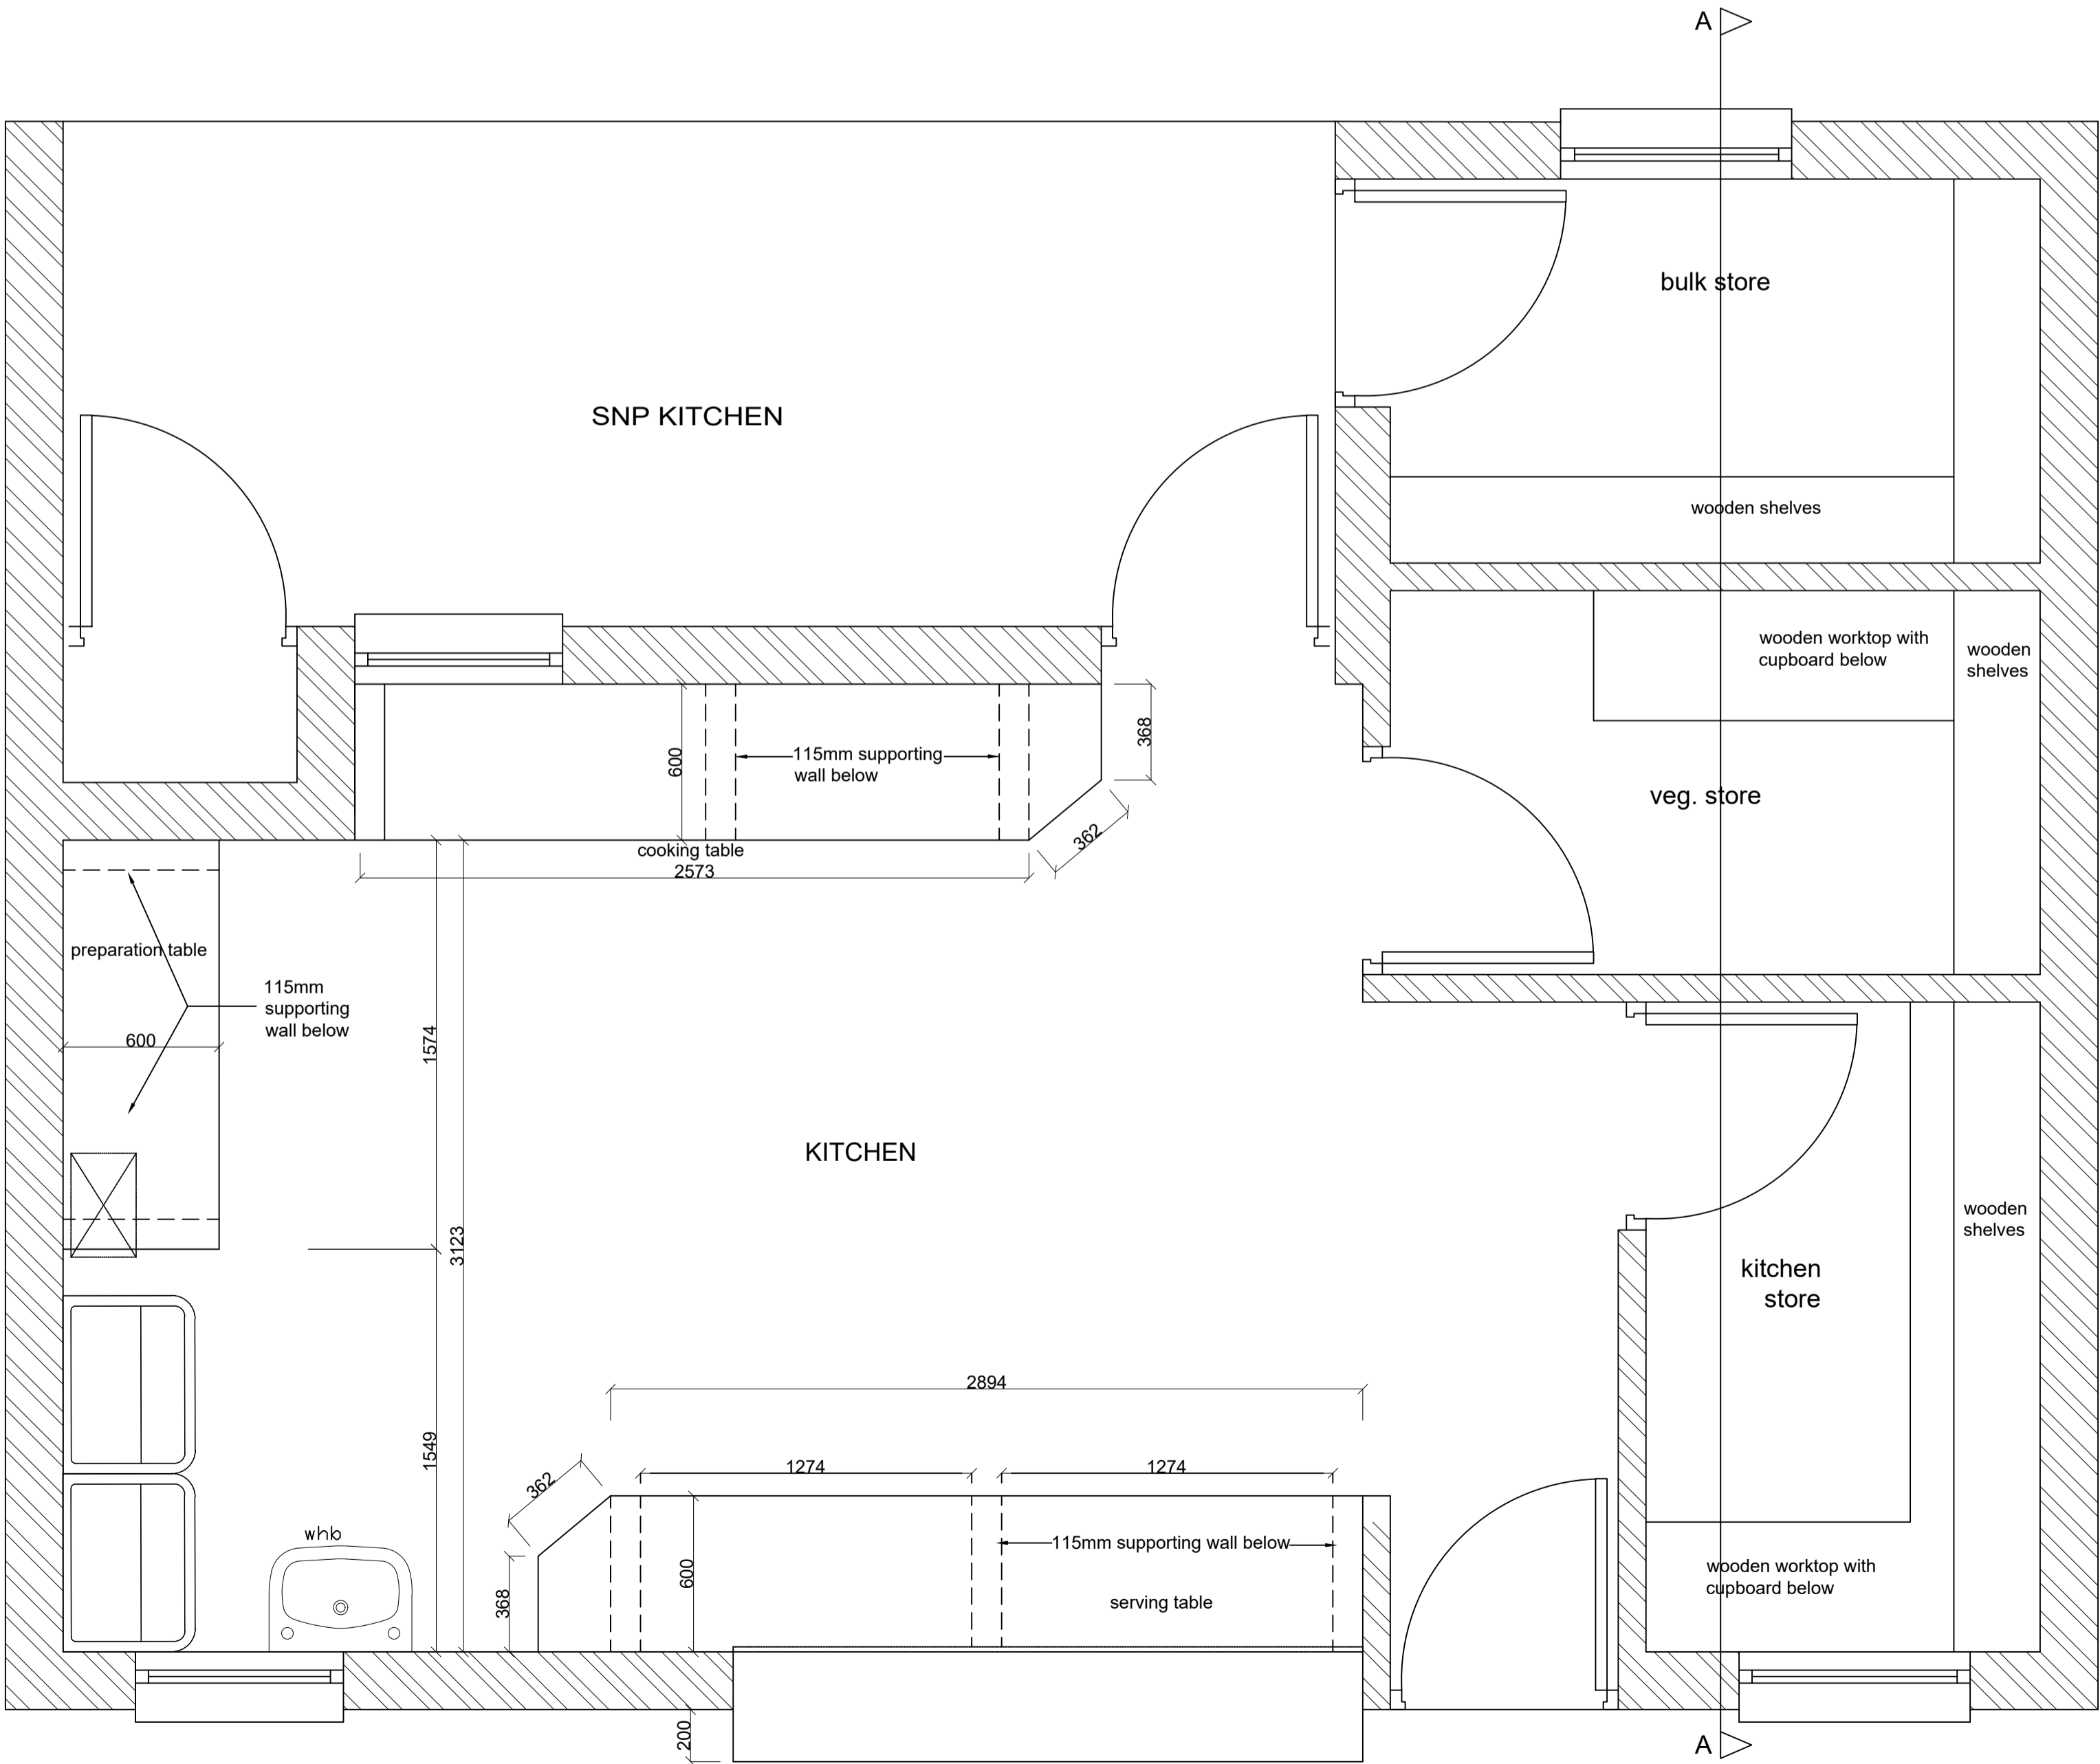 A
bulk store
SNP KITCHEN
wooden shelves
wooden worktop with
cupboard below
wooden
shelves
368
600
115mm supporting
wall below
veg. store
362
cooking table
2573
preparation table
115mm
supporting
wall below
600
1574
KITCHEN
3123
wooden
shelves
kitchen
store
2894
1549
1274
1274
362
whb
115mm supporting wall below
wooden worktop with
cupboard below
600
368
serving table
200
A